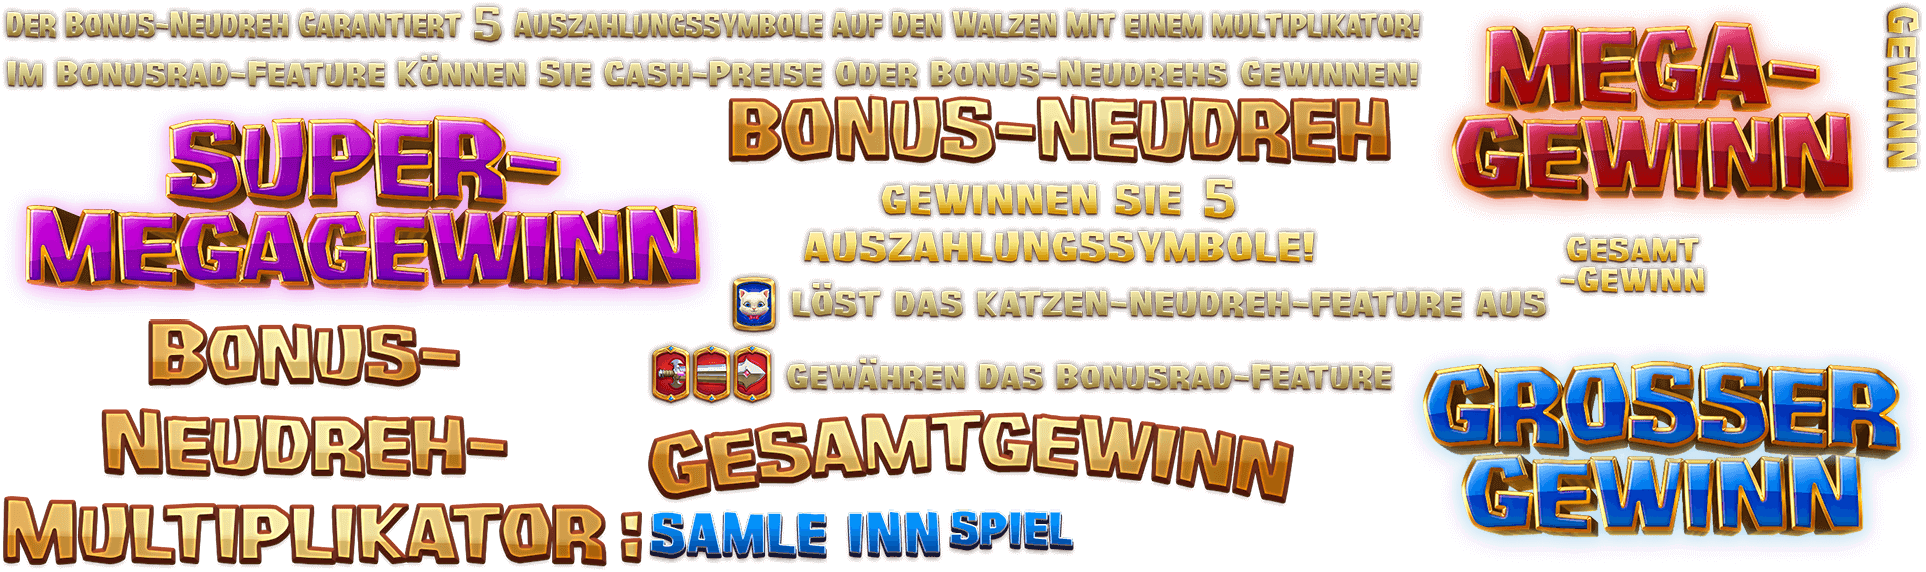 DER BONUS-NEUDREH GARANTIERT 5 AUSZAHLUNGSSYMBOLE AUF DEN WALZEN MIT EINEM MULTIPLIKATOR!
IM BONUSRAD-FEATURE KÖNNEN SIE CASH-PREISE ODER BONUS-NEUDREHS GEWINNEN!
MEGA-
GEWINN
GEWINN
SUPER-
MEGAGEWINN
BONUS-NEUDREH
GEWINNEN SIE 5
AUSZAHLUNGSSYMBOLE!
GESAMT
-GEWINN
LÖST DAS KATZEN-NEUDREH-FEATURE AUS
BONUS-
NEUDREH-
MULTIPLIKATOR:
GEWÄHREN DAS BONUSRAD-FEATURE
GESAMTGEWINN
SAMLE INN SPIEL
GROSSER
GEWINN